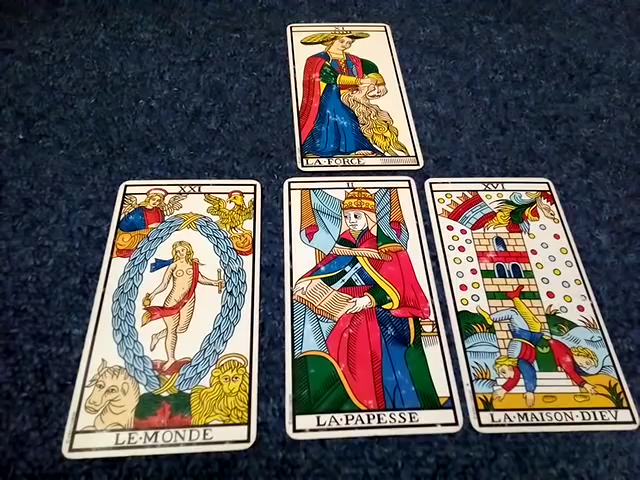 XI
LA·FORCE
XXI
LE·MONDE
II
LA·PAPESSE
XVI
LA·MAISON·DIEV